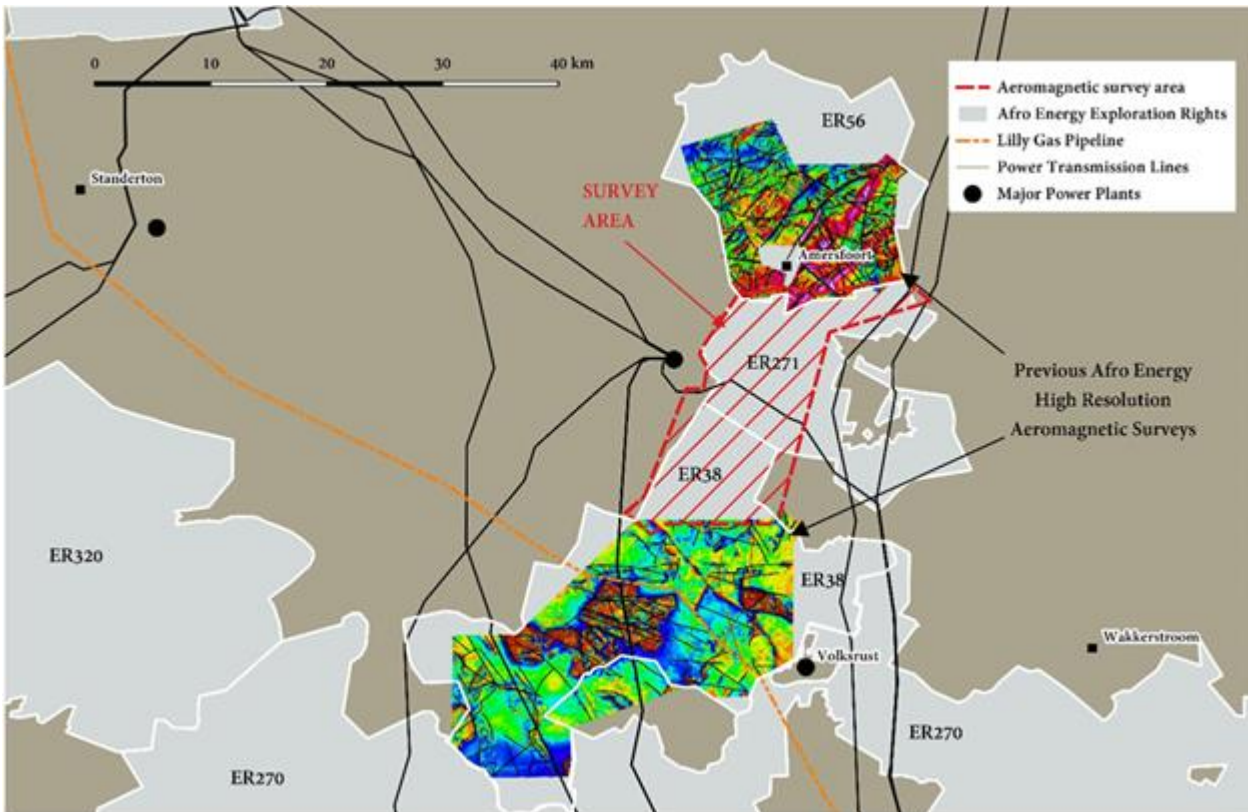 0
10
20
30
40 km
ER56
Aeromagnetic survey area
Afro Energy Exploration Rights
Lilly Gas Pipeline
Power Transmission Lines
Major Power Plants
Standerton
SURVEY
AREA
Amersfoort
ER271
Previous Afro Energy
High Resolution
Aeromagnetic Surveys
ER38
ER320
ER38
Wakkerstroom
Volksrust
ER270
ER270